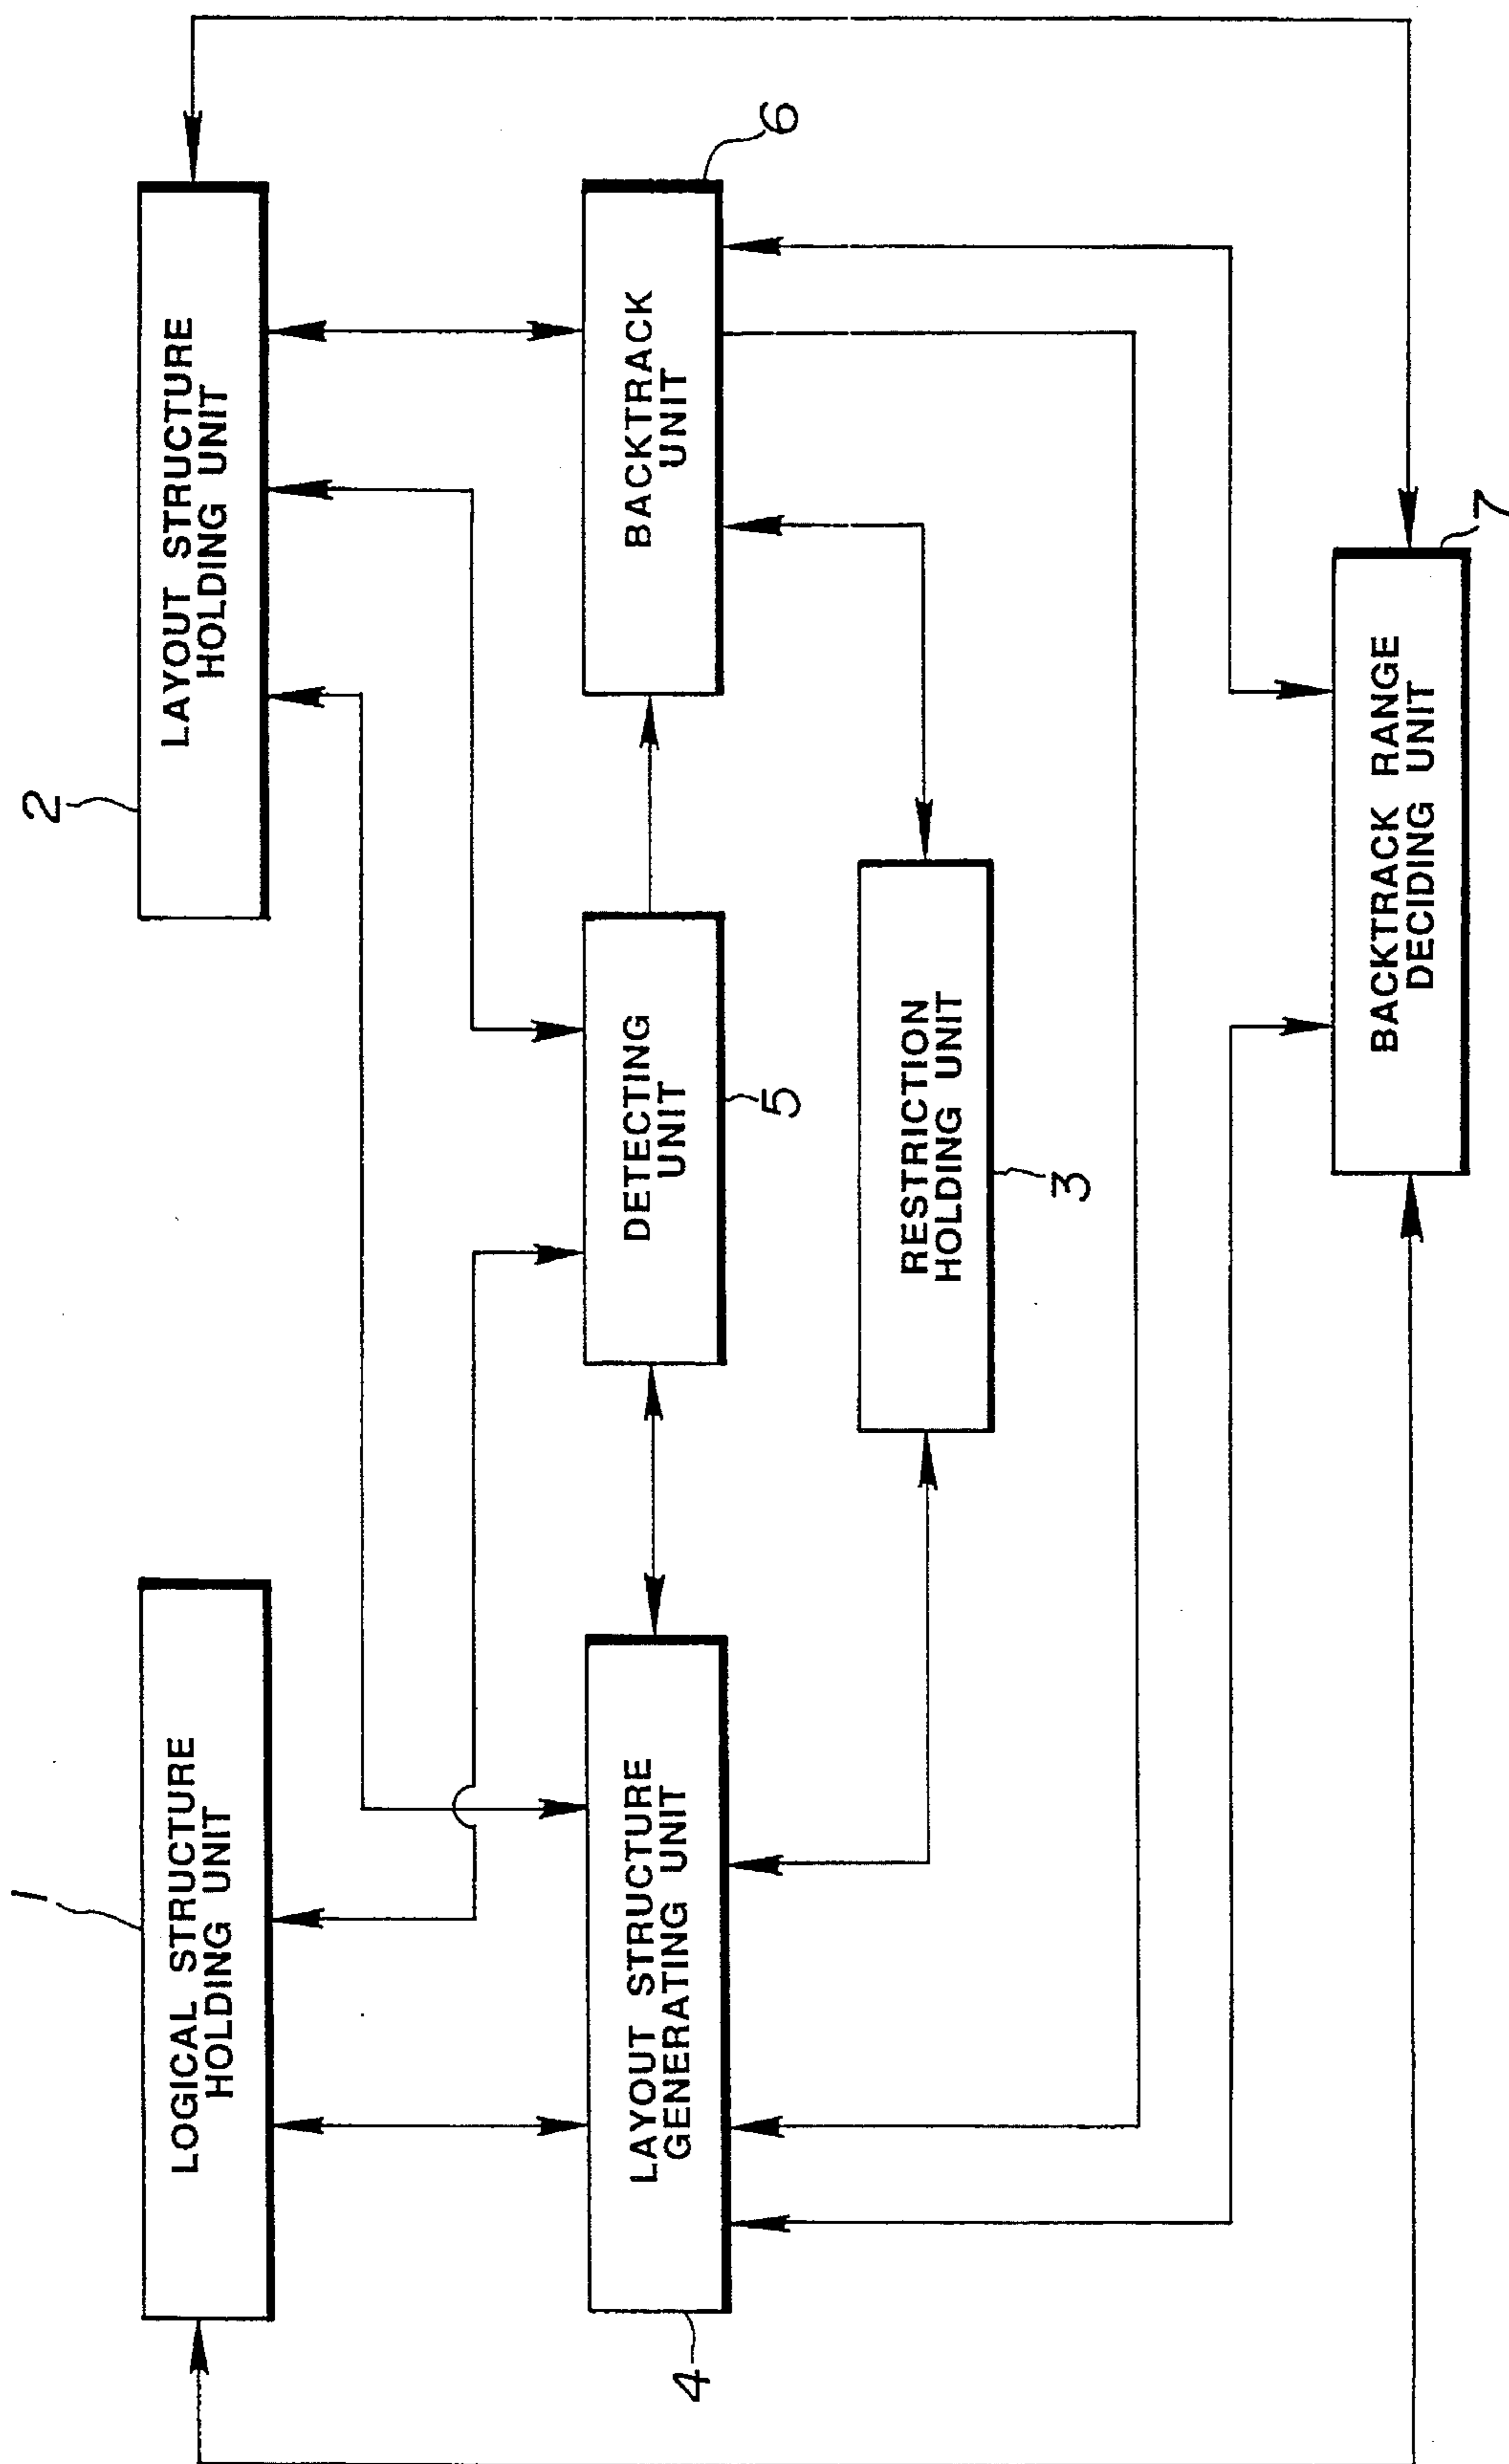 1
LOGICAL STRUCTURE
HOLDING UNIT
2
LAYOUT STRUCTURE
HOLDING UNIT
LAYOUT STRUCTURE
GENERATING UNIT
4
DETECTING
UNIT
5
BACKTRACK
UNIT
6
RESTRICTION
HOLDING UNIT
3
BACKTRACK RANGE
DECIDING UNIT
7